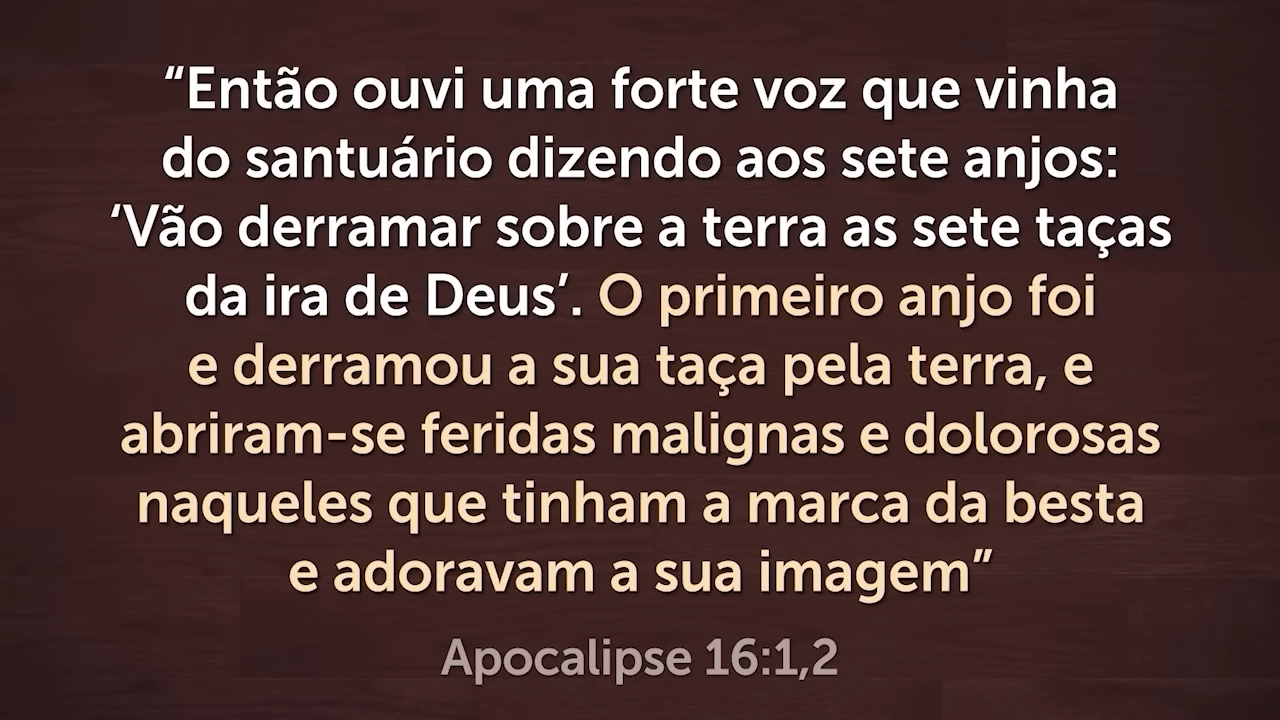 “Então ouvi uma forte voz que vinha
do santuário dizendo aos sete anjos:
‘Vão derramar sobre a terra as sete taças
da ira de Deus’. O primeiro anjo foi
e derramou a sua taça pela terra, e
abriram-se feridas malignas e dolorosas
naqueles que tinham a marca da besta
e adoravam a sua imagem”
Apocalipse 16:1,2